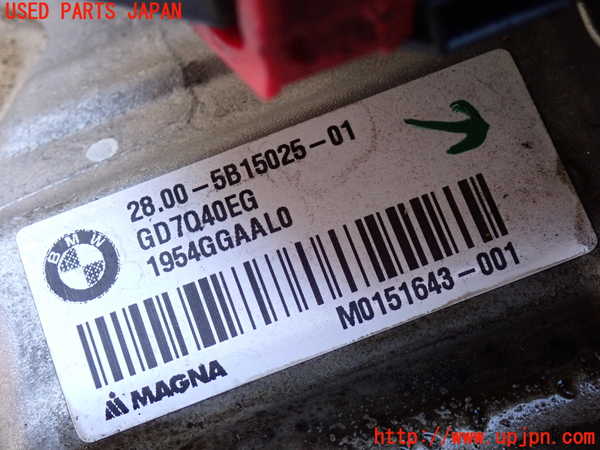 USED PARTS JAPAN
28.00-5B15025-01
GD7Q40EG
1954GGAAL0
BMW
M0151643-001
MAGNA
http://www.upjpn.com